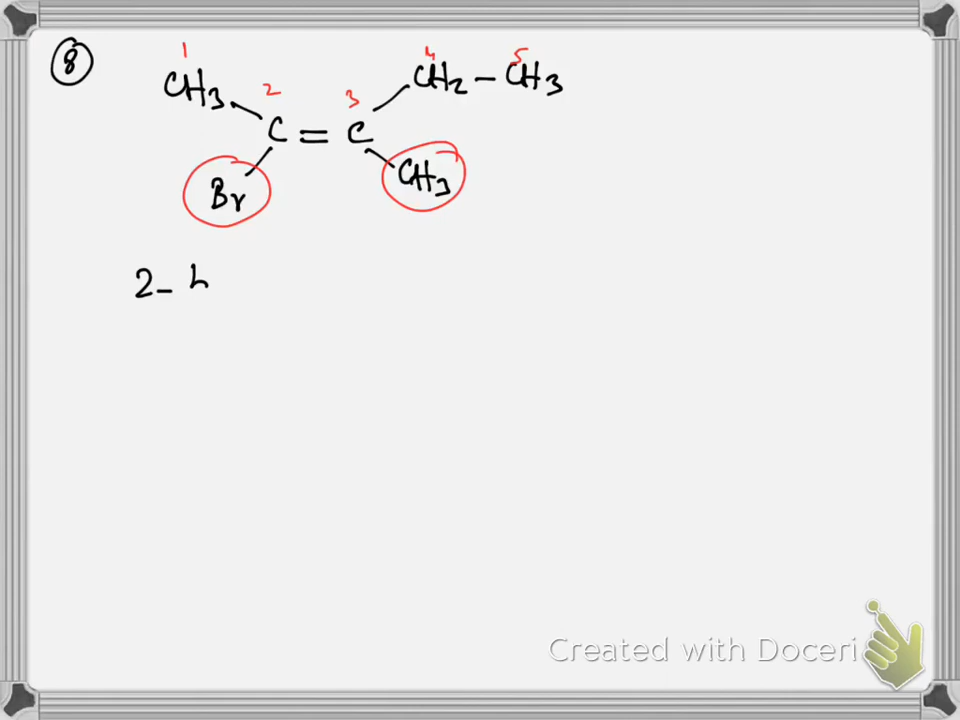 8
1 4 5
CH3 CH2 - CH3
2 3
C = C
Br CH3
2-
Created with Doceri